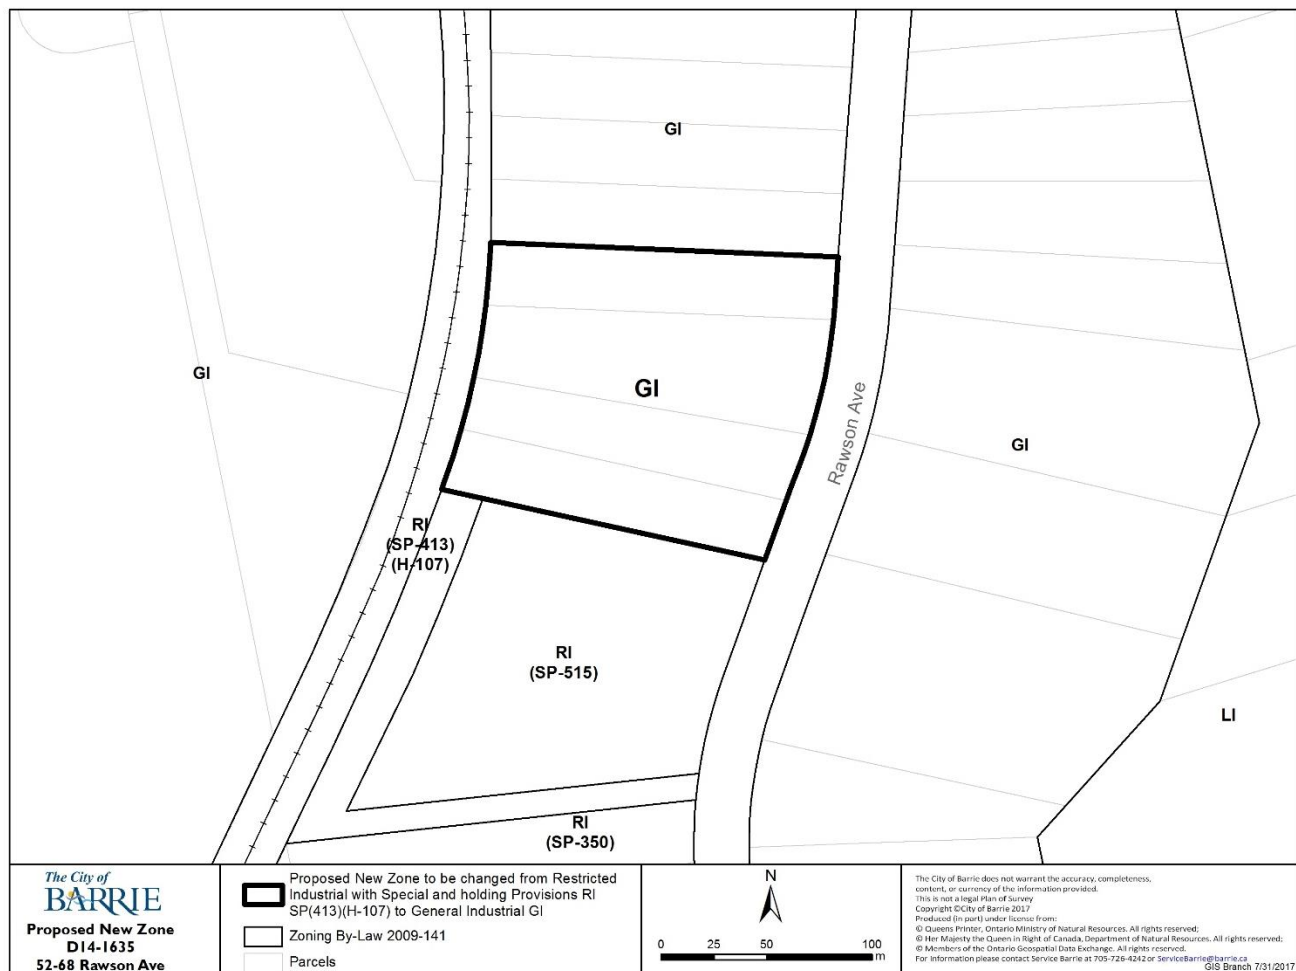 GI
GI
GI
Rawson Ave
GI
RI
(SP-413)
(H-107)
RI
(SP-515)
LI
RI
(SP-350)
The City of
BARRIE
Proposed New Zone
D14-1635
52-68 Rawson Ave
Proposed New Zone to be changed from Restricted
Industrial with Special and holding Provisions RI
SP(413)(H-107) to General Industrial GI
Zoning By-Law 2009-141
Parcels
N
0 25 50 100
m
The City of Barrie does not warrant the accuracy, completeness,
content, or currency of the information provided.
This is not a legal Plan of Survey
Copyright ©City of Barrie 2017
Produced (in part) under license from:
© Queens Printer, Ontario Ministry of Natural Resources. All rights reserved;
© Her Majesty the Queen in Right of Canada, Department of Natural Resources. All rights reserved;
© Members of the Ontario Geospatial Data Exchange. All rights reserved.
For Information please contact Service Barrie at 705-726-4242 or ServiceBarrie@barrie.ca
GIS Branch 7/31/2017